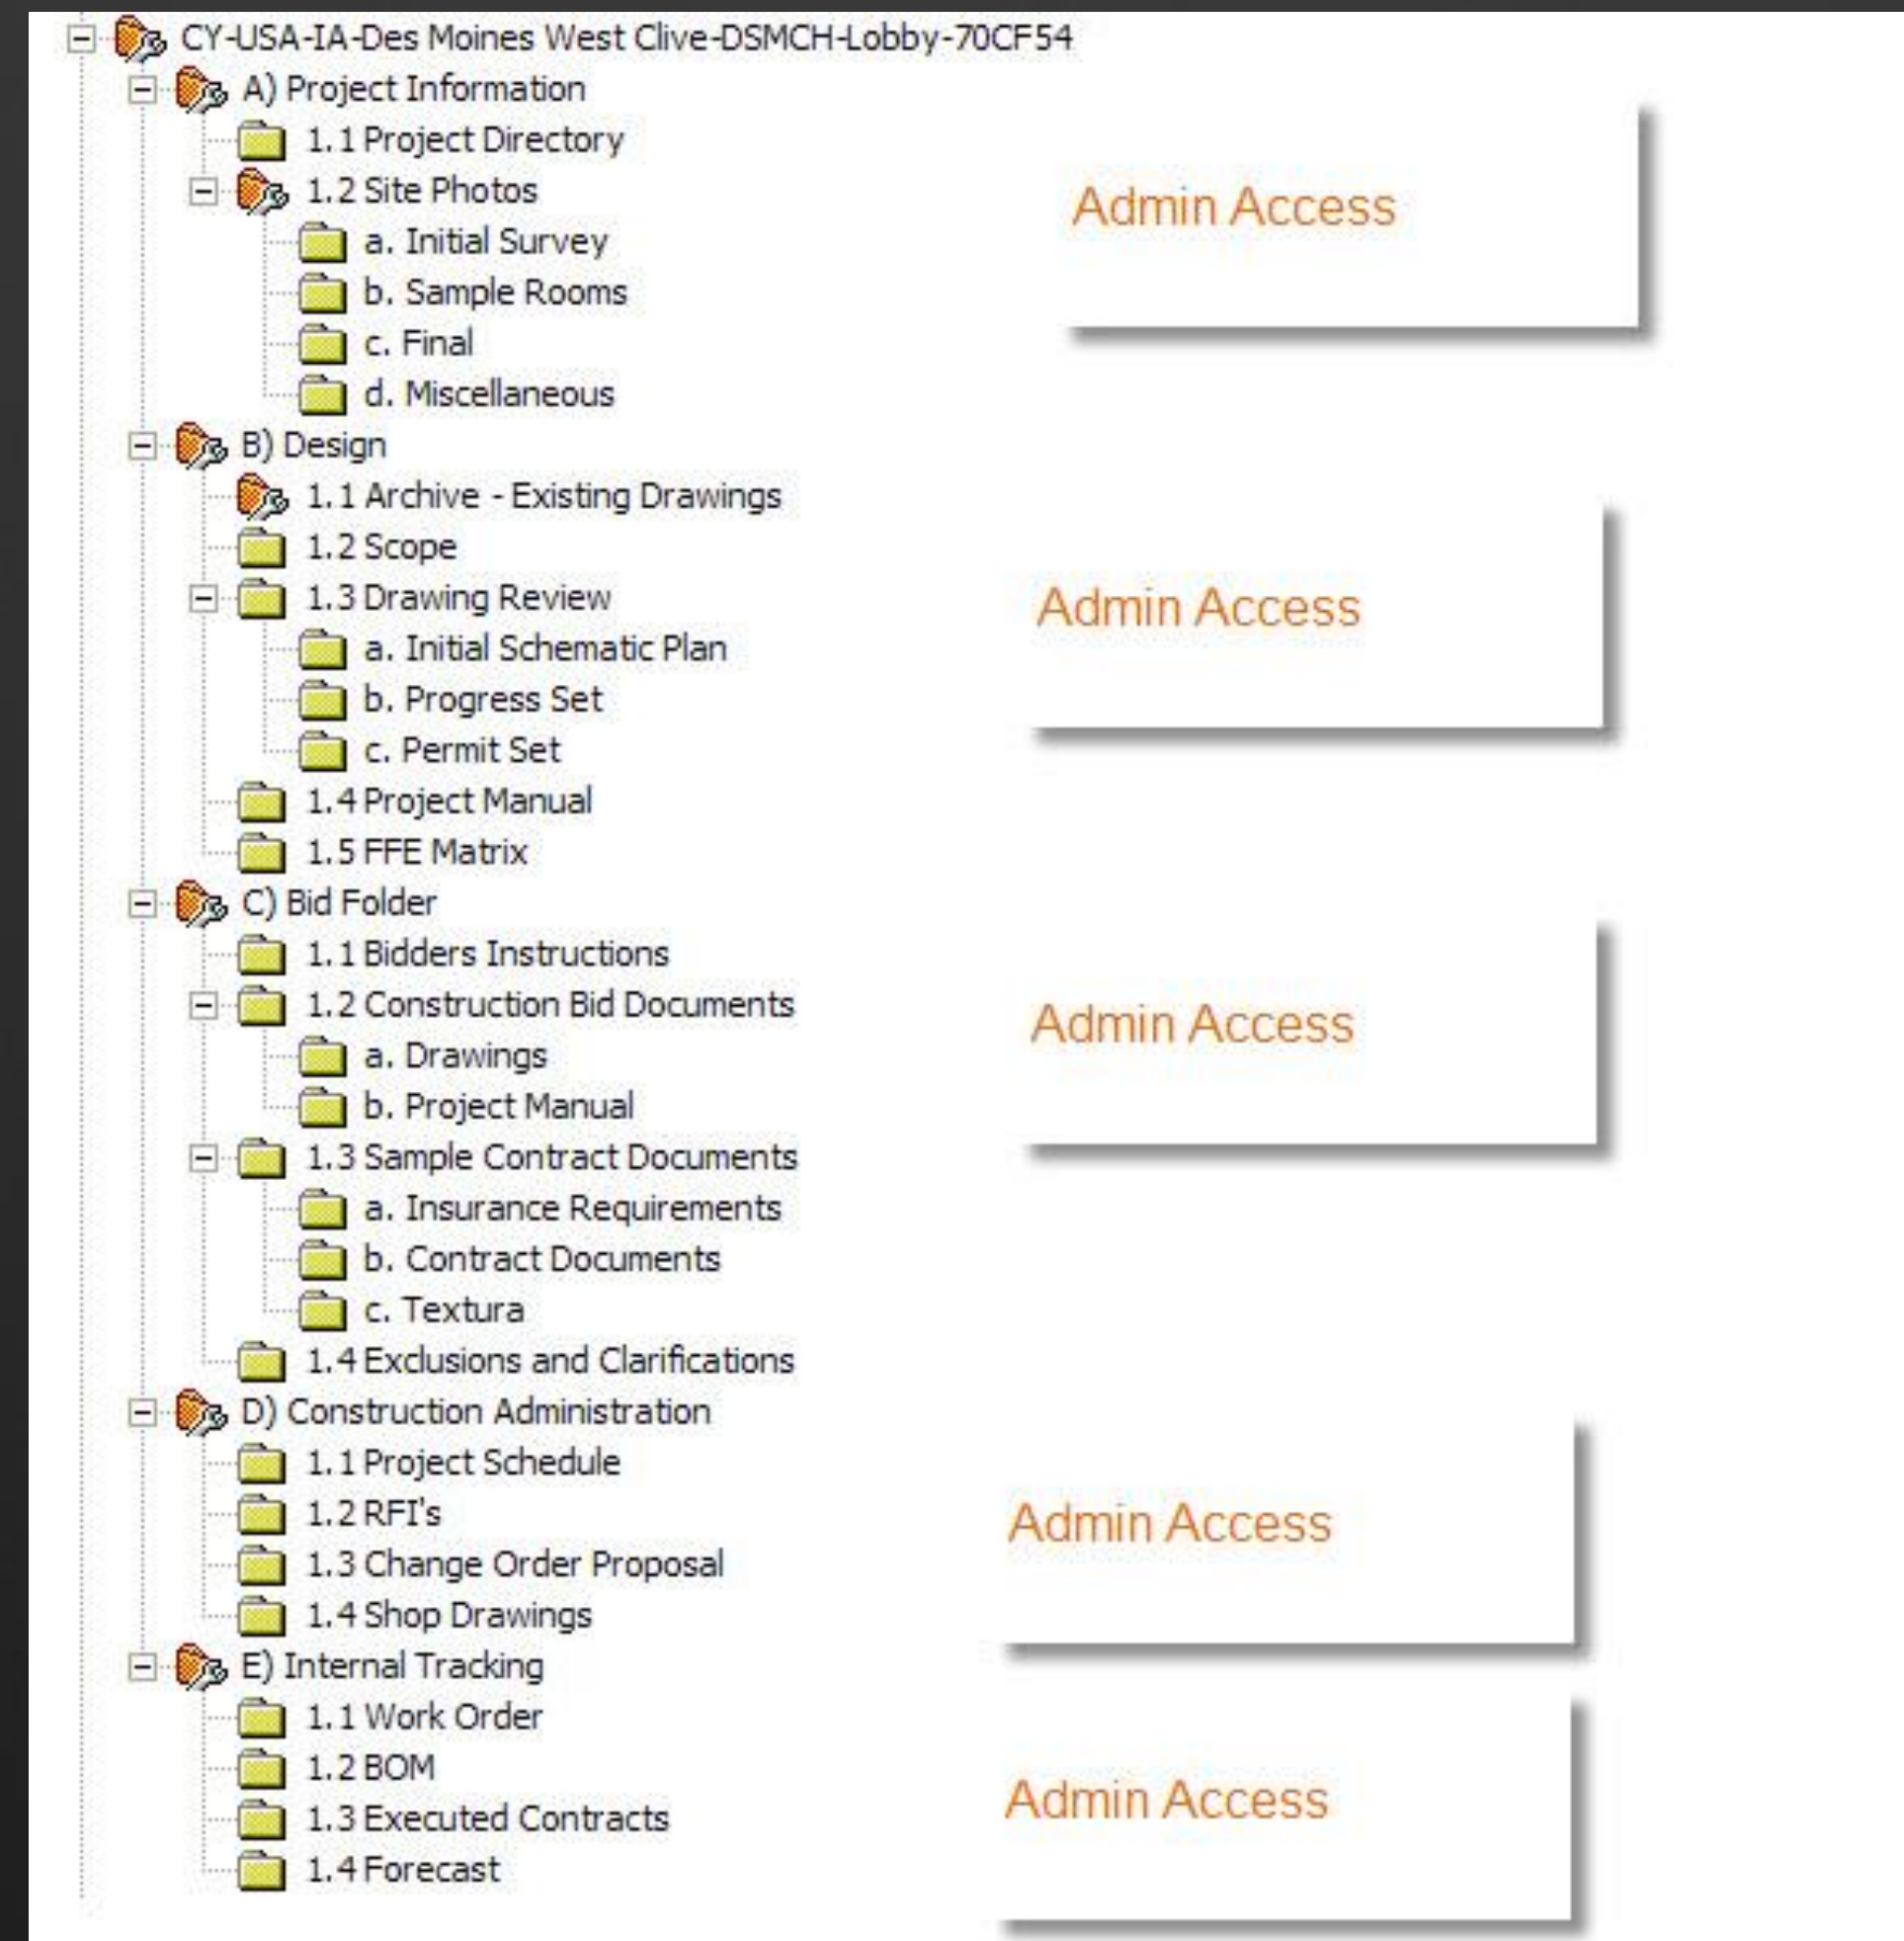 CY-USA-IA-Des Moines West Clive-DSMCH-Lobby-70CF54
A) Project Information
1.1 Project Directory
1.2 Site Photos
Admin Access
a. Initial Survey
b. Sample Rooms
c. Final
d. Miscellaneous
B) Design
1.1 Archive - Existing Drawings
1.2 Scope
1.3 Drawing Review
Admin Access
a. Initial Schematic Plan
b. Progress Set
c. Permit Set
1.4 Project Manual
1.5 FFE Matrix
C) Bid Folder
1.1 Bidders Instructions
1.2 Construction Bid Documents
Admin Access
a. Drawings
b. Project Manual
1.3 Sample Contract Documents
a. Insurance Requirements
b. Contract Documents
c. Textura
1.4 Exclusions and Clarifications
D) Construction Administration
1.1 Project Schedule
1.2 RFI's
Admin Access
1.3 Change Order Proposal
1.4 Shop Drawings
E) Internal Tracking
1.1 Work Order
1.2 BOM
Admin Access
1.3 Executed Contracts
1.4 Forecast